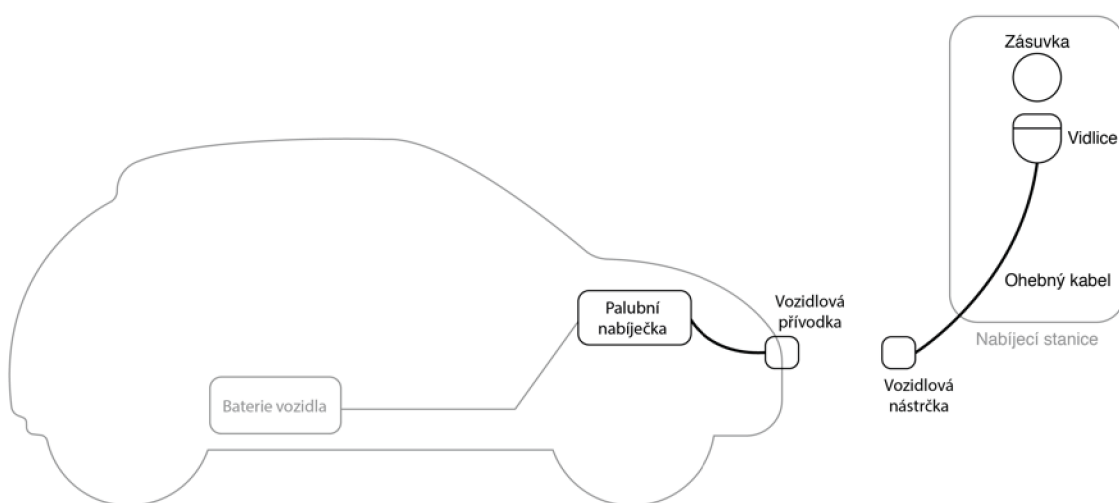 Zásuvka
Vidlice
Ohebný kabel
Nabíjecí stanice
Vozidlová
přívodka
Palubní
nabíječka
Vozidlová
nástrčka
Baterie vozidla